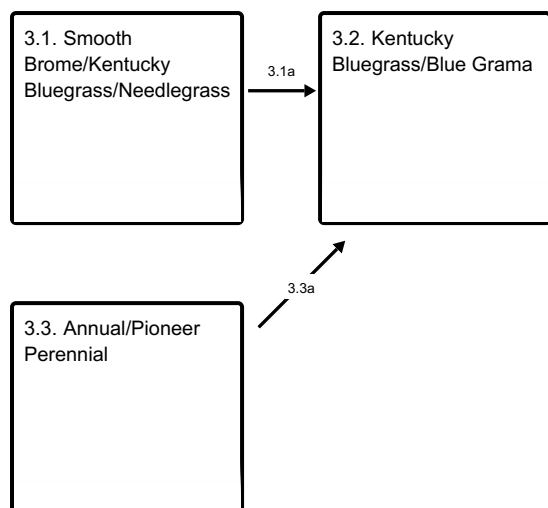 3.1. Smooth
Brome/Kentucky
Bluegrass/Needlegrass
3.1a
3.2. Kentucky
Bluegrass/Blue Grama
3.3a
3.3. Annual/Pioneer
Perennial